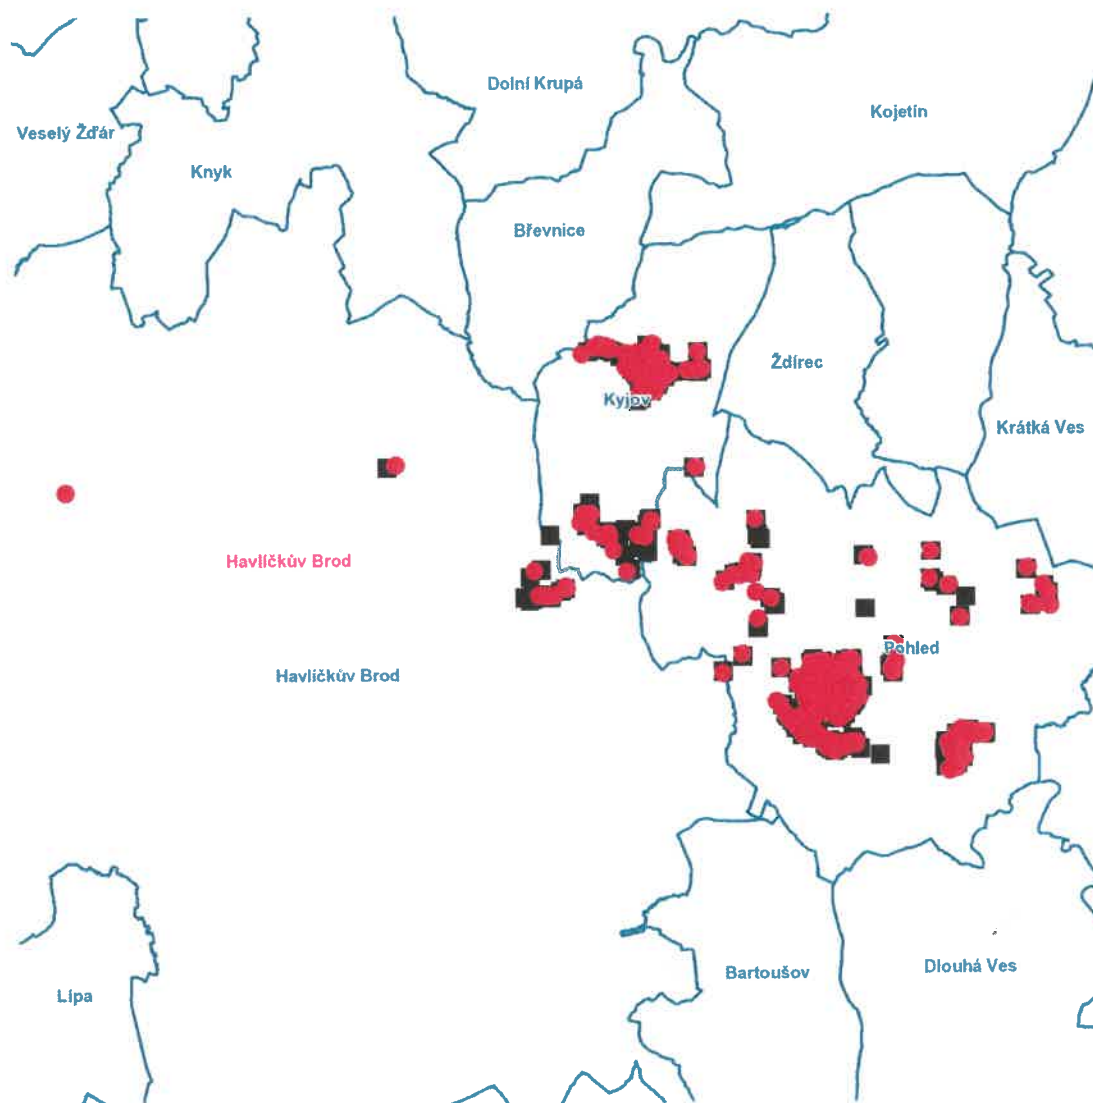 Dolní Krupá
Kojetín
Veselý Žďár
Knyk
Břevnice
Ždírec
Kyjov
Krátká Ves
Havlíčkův Brod
Pohled
Havlíčkův Brod
Dlouhá Ves
Bartoušov
Lípa